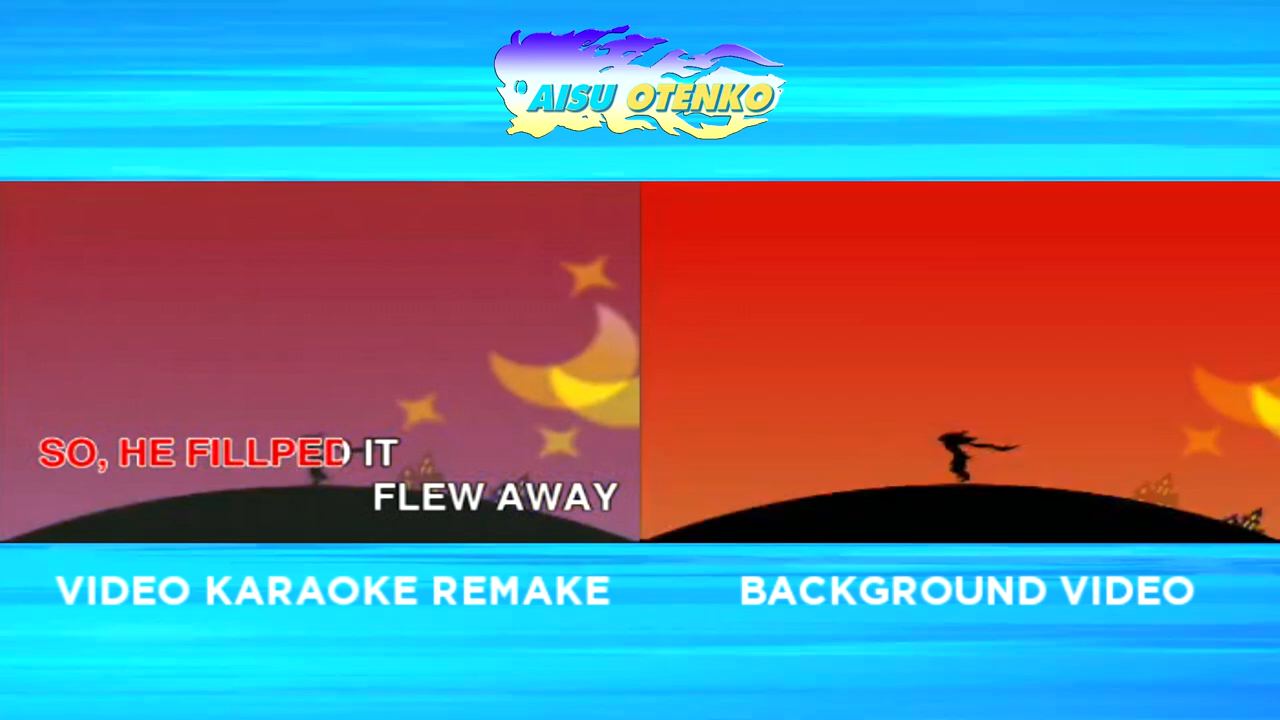 AISU OTENKO
SO, HE FILLPED IT
FLEW AWAY
VIDEO KARAOKE REMAKE
BACKGROUND VIDEO